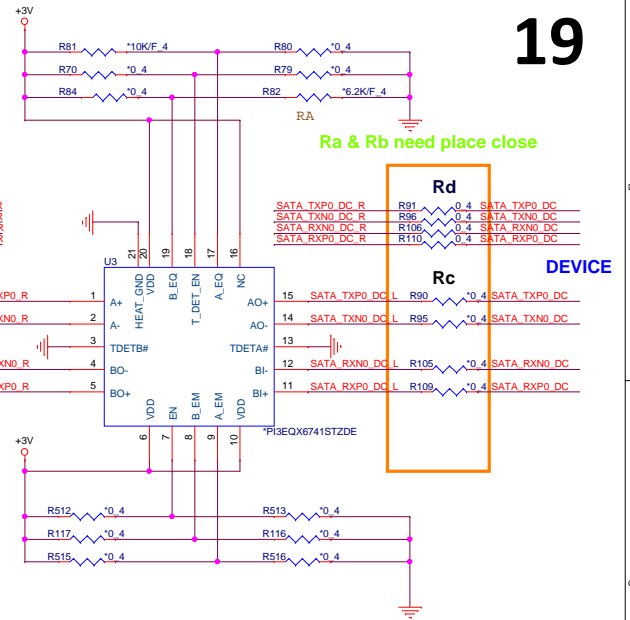 +3V
19
R81 *10K/F_4 R80 *0_4
R70 *0_4 R79 *0_4
R84 *0_4 R82 *6.2K/F_4
RA
Ra & Rb need place close
Rd
SATA_TXP0_DC_R R91 0_4 SATA_TXP0_DC
SATA_TXN0_DC_R R96 0_4 SATA_TXN0_DC
SATA_RXN0_DC_R R106 0_4 SATA_RXN0_DC
SATA_RXP0_DC_R R110 0_4 SATA_RXP0_DC
DEVICE
Rc
21 20 19 18 17 16
U3
HEAT_GND VDD B_EQ T_DET_EN A_EQ NC
XP0_R 1 A+ AO+ 15 SATA_TXP0_DC_L R90 *0_4 SATA_TXP0_DC
XN0_R 2 A- AO- 14 SATA_TXN0_DC_L R95 *0_4 SATA_TXN0_DC
3 TDETB# TDETA# 13
XN0_R 4 BO- BI- 12 SATA_RXN0_DC_L R105 *0_4 SATA_RXN0_DC
XP0_R 5 BO+ BI+ 11 SATA_RXP0_DC_L R109 *0_4 SATA_RXP0_DC
VDD EN B_EM A_EM VDD
*PI3EQX6741STZDE
6 7 8 9 10
+3V
R512 *0_4 R513 *0_4
R117 *0_4 R116 *0_4
R515 *0_4 R516 *0_4